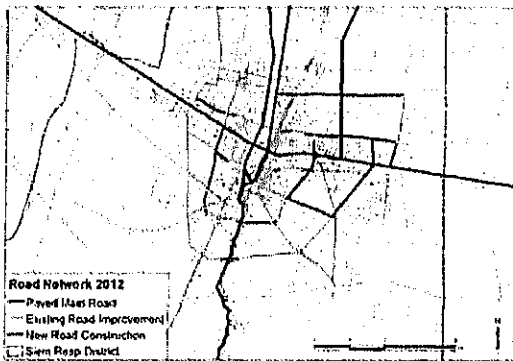 Road Network 2012
Paved Main Road
Existing Road Improvement
New Road Construction
Siem Reap District
N